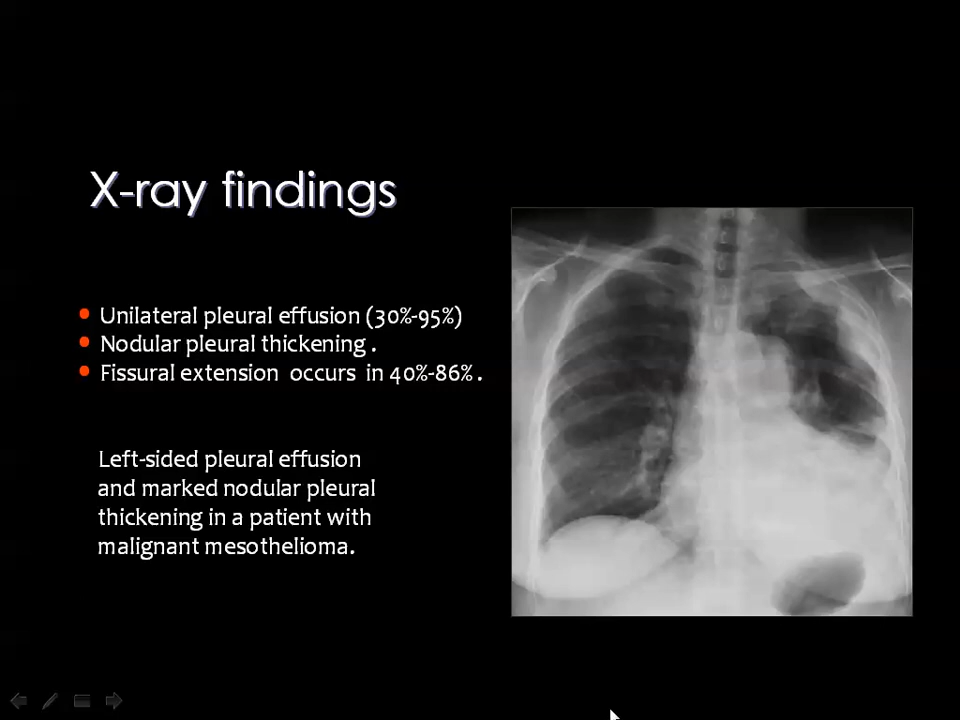 X-ray findings
Unilateral pleural effusion (30%-95%)
Nodular pleural thickening .
Fissural extension occurs in 40%-86% .
Left-sided pleural effusion
and marked nodular pleural
thickening in a patient with
malignant mesothelioma.